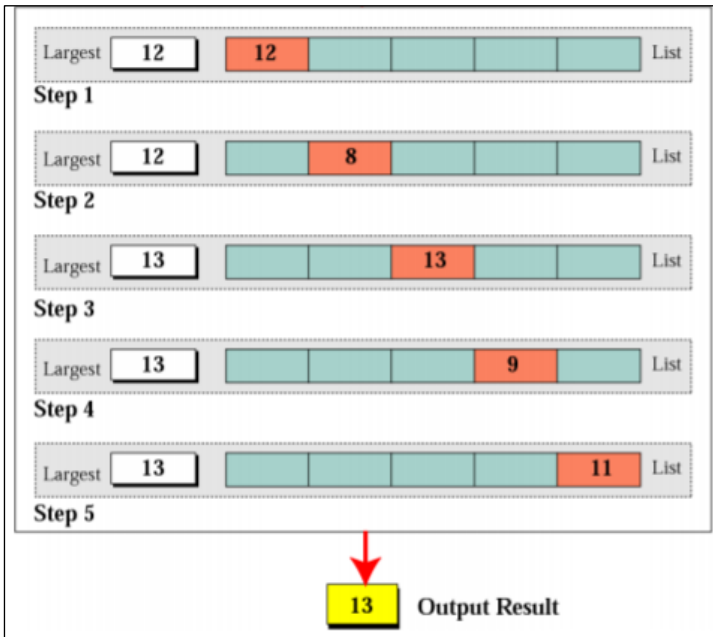 Largest 12 12 List
Step 1
Largest 12 8 List
Step 2
Largest 13 13 List
Step 3
Largest 13 9 List
Step 4
Largest 13 11 List
Step 5
13 Output Result